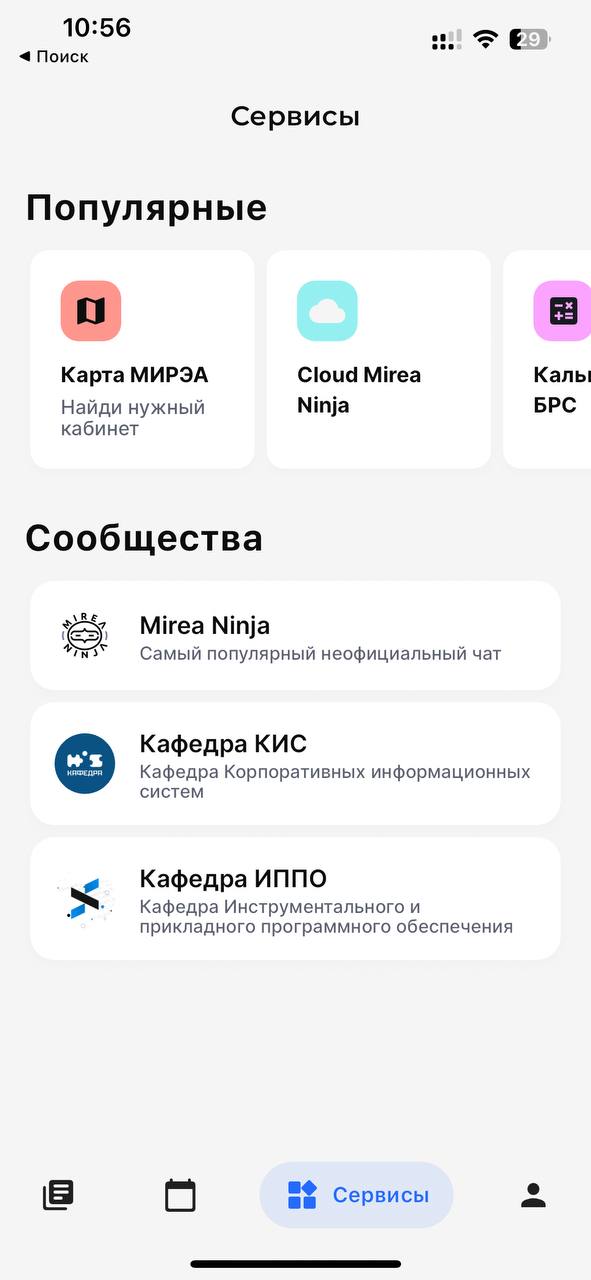 10:56
29
◀ Поиск
Сервисы
Популярные
Карта МИРЭА
Найди нужный
кабинет
Cloud Mirea
Ninja
БРС
Сообщества
MIREA
NINJA
Mirea Ninja
Самый популярный неофициальный чат
КАФЕДРА
Кафедра КИС
Кафедра Корпоративных информационных
систем
Кафедра ИППО
Кафедра Инструментального и
прикладного программного обеспечения
Сервисы